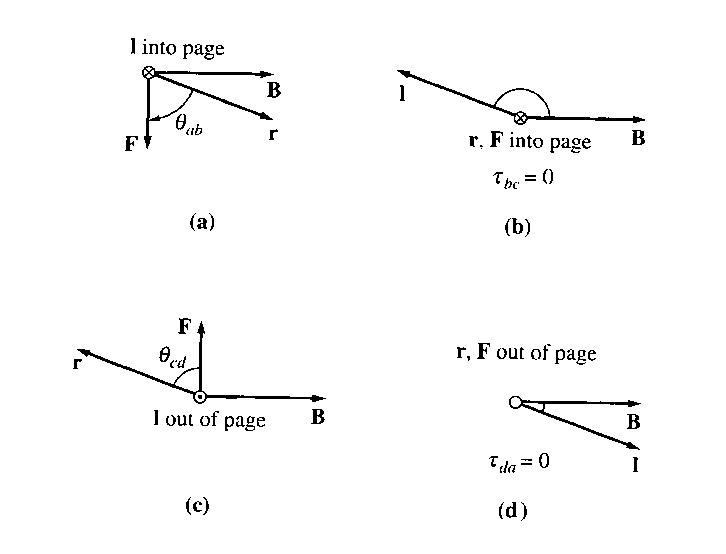 l into page
B
θab
F
r
(a)
l
r, F into page
B
τbc = 0
(b)
F
r
θcd
l out of page
B
(c)
r, F out of page
B
τda = 0
l
(d)